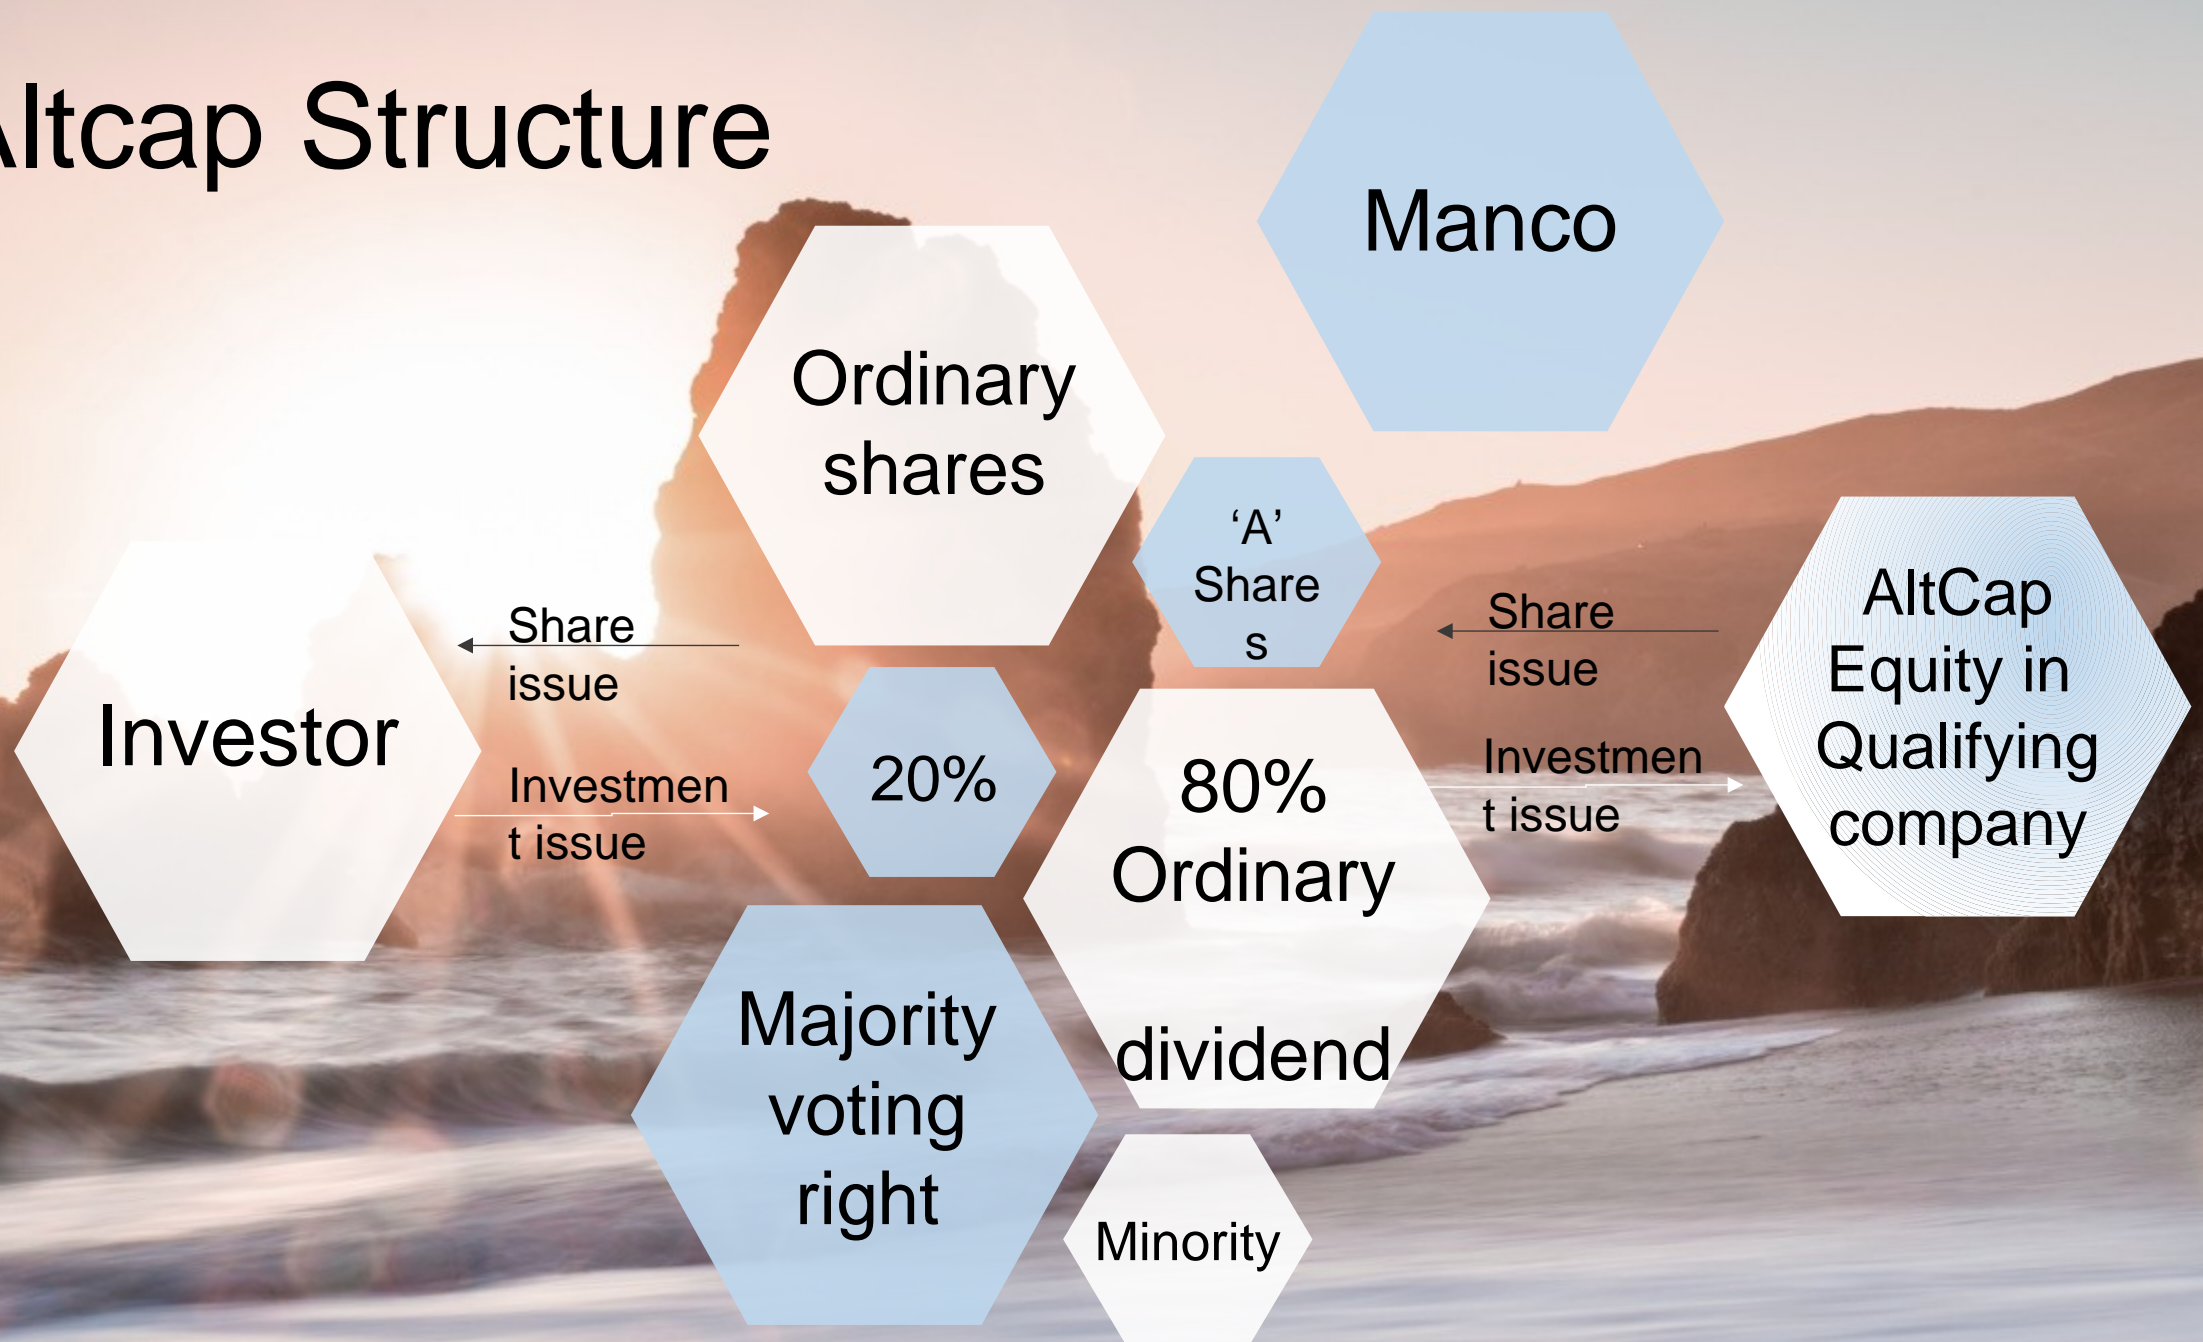 Altcap Structure
Manco
Ordinary
shares
‘A’
Share
s
Investor
Share
issue
Investmen
t issue
20%
80%
Ordinary
dividend
Share
issue
Investmen
t issue
AltCap
Equity in
Qualifying
company
Majority
voting
right
Minority